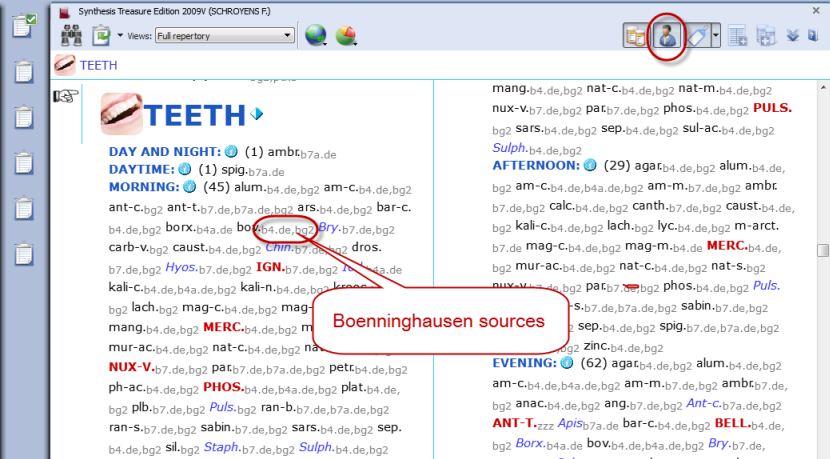 Synthesis Treasure Edition 2009V (SCHROYENS F.)
Views: Full repertory
TEETH
TEETH
DAY AND NIGHT: (1) ambr.b7a.de
DAYTIME: (1) spig.b7a.de
MORNING: (45) alum.b4.de,bg2 am-c.b4.de,bg2
ant-c.bg2 ant-t.b7.de,b7a.de,bg2 ars.b4.de,bg2 bar-c.
b4.de,bg2 borx.b4a.de bov.b4.de,bg2 Bry.b7.de,bg2
carb-v.bg2 caust.b4.de,bg2 Chin.b7.de,bg2 dros.
b7.de,bg2 Hyos.b7.de,bg2 IGN.b7.de,bg2 b4a.de
kali-c.b4.de,b4a.de,bg2 kali-n.b4.de,bg2
bg2 lach.bg2 mag-c.b4.de,bg2 mag-
mang.b4.de,bg2 MERC.b4.de,bg2
mur-ac.b4.de,bg2 nat-c.b4.de,bg2
NUX-V.b7.de,bg2 par.b7.de,b7a.de,bg2 petr.b4.de,bg2
ph-ac.b4.de,bg2 PHOS.b4.de,b4a.de,bg2 plat.b4.de,
bg2 plb.b7.de,bg2 Puls.bg2 ran-b.b7.de,b7a.de,bg2
ran-s.b7.de,bg2 sabin.b7.de,bg2 sars.b4.de,bg2 sep.
b4.de,bg2 sil.bg2 Staph.b7.de,bg2 Sulph.b4.de,bg2
Boenninghausen sources
mang.b4.de,bg2 nat-c.b4.de,bg2 nat-m.b4.de,bg2
nux-v.b7.de,bg2 par.b7.de,bg2 phos.b4.de,bg2 PULS.
bg2 sars.b4.de,bg2 sep.b4.de,bg2 sul-ac.b4.de,bg2
Sulph.b4.de,bg2
AFTERNOON: (29) agar.b4.de,bg2 alum.b4.de,
bg2 am-c.b4.de,b4a.de,bg2 am-m.b7.de,bg2 ambr.
b7.de,bg2 calc.b4.de,bg2 canth.b7.de,bg2 caust.b4.de,
bg2 kali-c.b4.de,bg2 lach.bg2 lyc.b4.de,bg2 m-arct.
b7.de mag-c.b4.de,bg2 mag-m.b4.de MERC.b4.de,
bg2 mur-ac.b4.de,bg2 nat-c.b4.de,bg2 nat-s.bg2
nux-v.b7.de,bg2 par.b7.de,bg2 phos.b4.de,bg2 Puls.
s.b7.de,b7a.de,bg2 sabin.b7.de,bg2
sep.b4.de,bg2 spig.b7.de,b7a.de,bg2
zinc.b4.de,bg2
EVENING: (62) agar.b4.de,bg2 alum.b4.de,bg2
am-c.b4.de,b4a.de,bg2 am-m.b7.de,bg2 ambr.b7.de,
bg2 anac.b4.de,bg2 ang.b7.de,bg2 Ant-c.b7.de,bg2
ANT-T.zzz Apisb7a.de bar-c.b4.de,bg2 BELL.b4.de,
bg2 Borx.b4a.de bov.b4.de,b4a.de,bg2 Bry.b7.de,